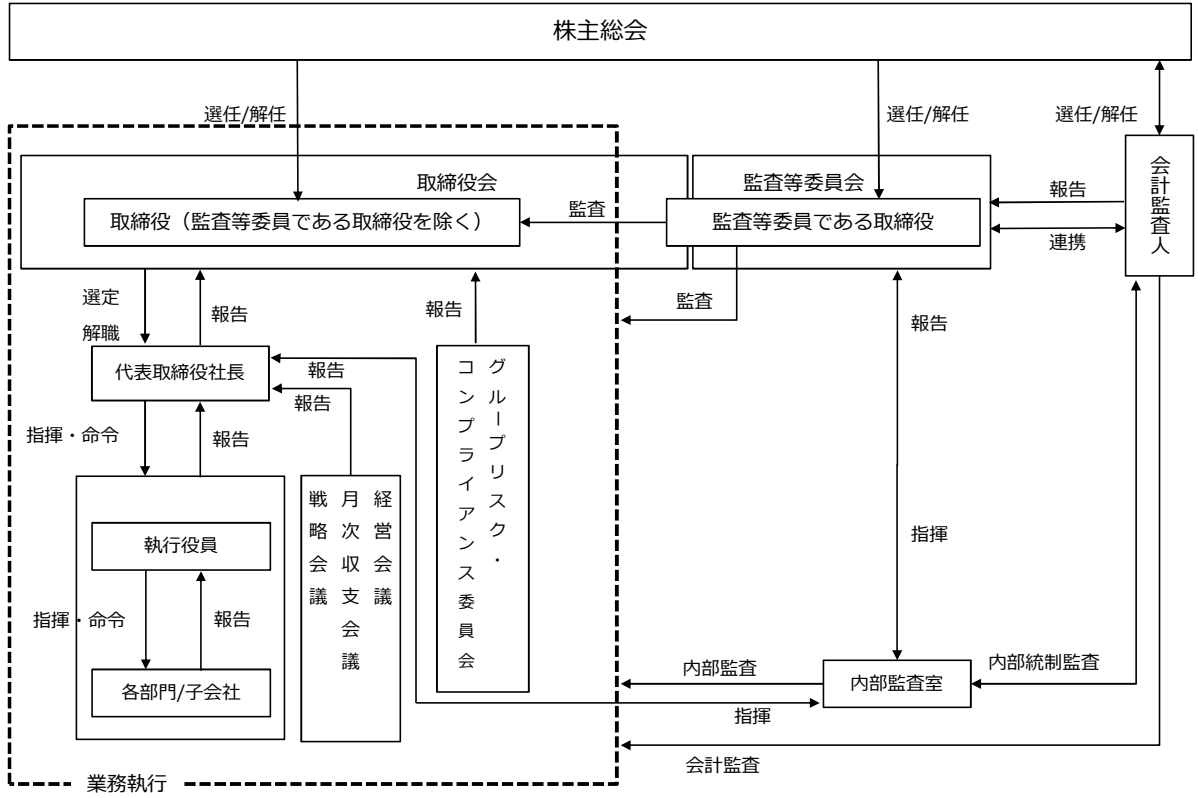 株主総会
選任/解任
選任/解任
選任/解任
取締役会
監査等委員会
会計監査人
取締役（監査等委員である取締役を除く）
監査
監査等委員である取締役
報告
連携
選定
解職
報告
報告
監査
報告
代表取締役社長
報告
報告
グループリスク・
コンプライアンス委員会
指揮・命令
報告
経営会議
月次収支会議
戦略会議
執行役員
指揮
指揮・命令
報告
各部門/子会社
内部監査
内部監査室
内部統制監査
指揮
会計監査
業務執行